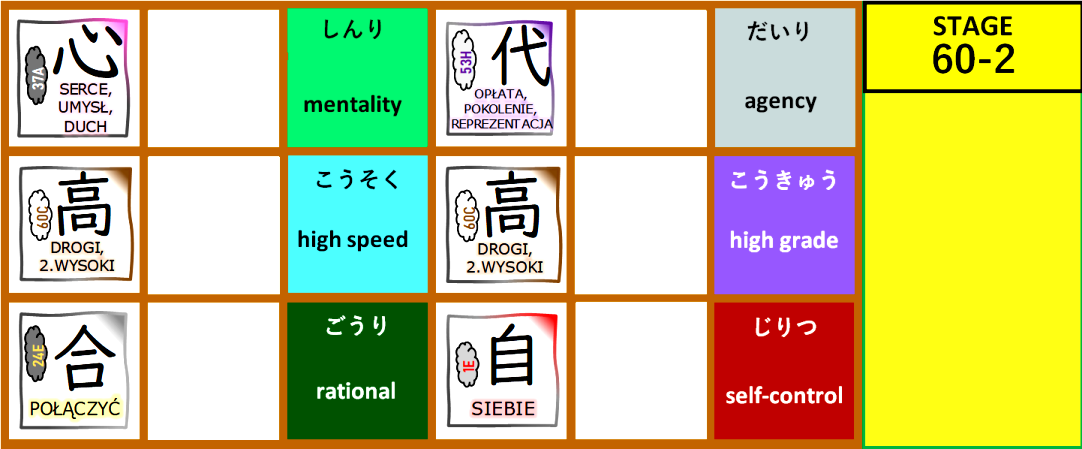 心
37A
SERCE,
UMYSŁ,
DUCH
しんり
mentality
代
53H
OPŁATA,
POKOLENIE,
REPREZENTACJA
だいり
agency
STAGE
60-2
高
60C
DROGI,
2.WYSOKI
こうそく
high speed
高
60C
DROGI,
2.WYSOKI
こうきゅう
high grade
合
24E
POŁĄCZYĆ
ごうり
rational
自
1E
SIEBIE
じりつ
self-control